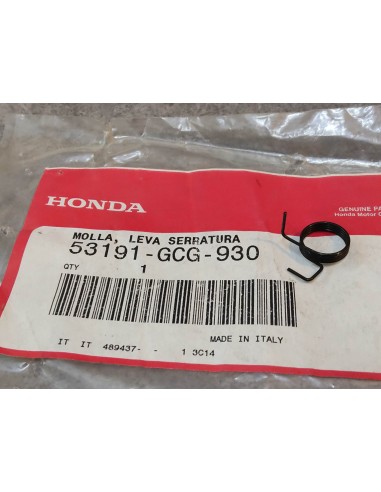 HONDA
GENUINE PA
Honda Motor C
MOLLA, LEVA SERRATURA
53191-GCG-930
QTY 1
MADE IN ITALY
IT IT 489437- - 1 3C14